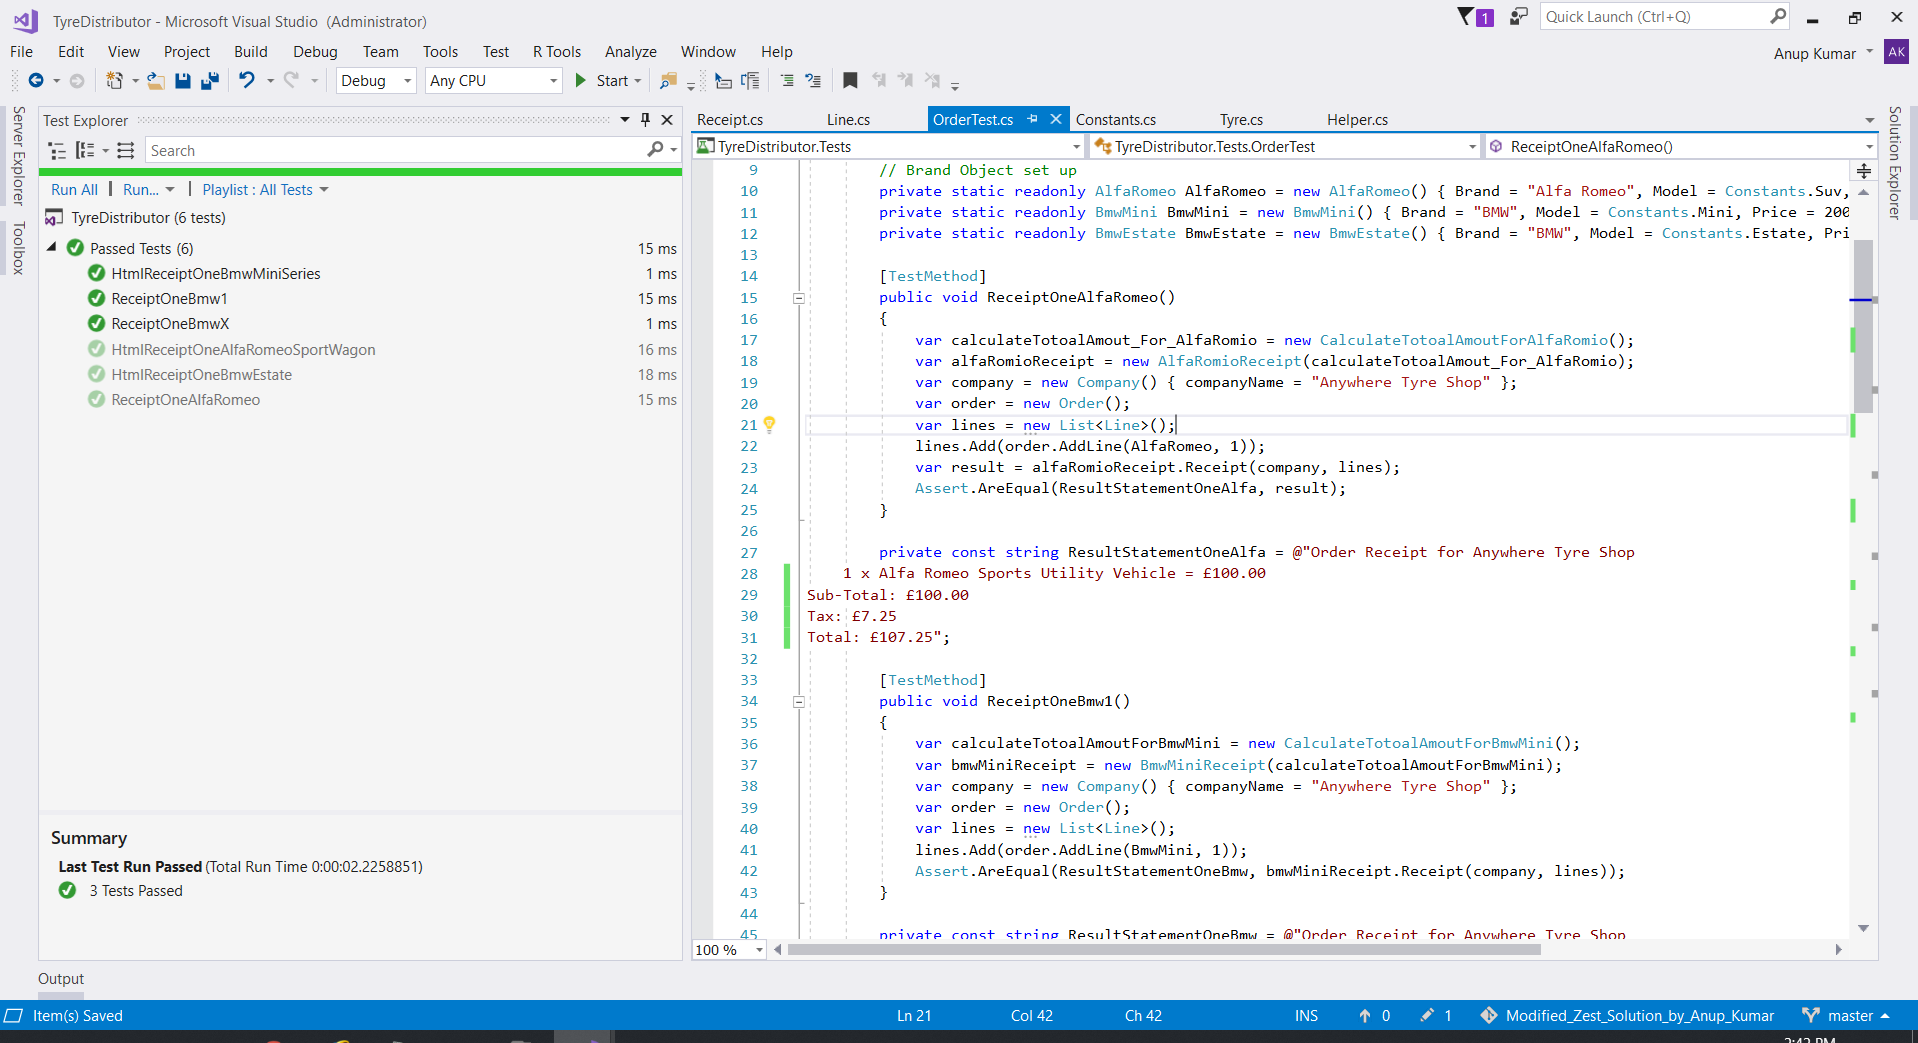 TyreDistributor - Microsoft Visual Studio (Administrator)
1
Quick Launch (Ctrl+Q)
File Edit View Project Build Debug Team Tools Test R Tools Analyze Window Help
Anup Kumar AK
Debug Any CPU Start
Server Explorer
Toolbox
Test Explorer
Search
Run All | Run... | Playlist : All Tests
TyreDistributor (6 tests)
Passed Tests (6) 15 ms
HtmlReceiptOneBmwMiniSeries 1 ms
ReceiptOneBmw1 15 ms
ReceiptOneBmwX 1 ms
HtmlReceiptOneAlfaRomeoSportWagon 16 ms
HtmlReceiptOneBmwEstate 18 ms
ReceiptOneAlfaRomeo 15 ms
Summary
Last Test Run Passed (Total Run Time 0:00:02.2258851)
3 Tests Passed
Output
Receipt.cs Line.cs OrderTest.cs Constants.cs Tyre.cs Helper.cs
TyreDistributor.Tests TyreDistributor.Tests.OrderTest ReceiptOneAlfaRomeo()
9 // Brand Object set up
10 private static readonly AlfaRomeo AlfaRomeo = new AlfaRomeo() { Brand = "Alfa Romeo", Model = Constants.Suv,
11 private static readonly BmwMini BmwMini = new BmwMini() { Brand = "BMW", Model = Constants.Mini, Price = 200
12 private static readonly BmwEstate BmwEstate = new BmwEstate() { Brand = "BMW", Model = Constants.Estate, Pri
13
14 [TestMethod]
15 public void ReceiptOneAlfaRomeo()
16 {
17 var calculateTotoalAmout_For_AlfaRomio = new CalculateTotoalAmoutForAlfaRomio();
18 var alfaRomioReceipt = new AlfaRomioReceipt(calculateTotoalAmout_For_AlfaRomio);
19 var company = new Company() { companyName = "Anywhere Tyre Shop" };
20 var order = new Order();
21 var lines = new List<Line>();
22 lines.Add(order.AddLine(AlfaRomeo, 1));
23 var result = alfaRomioReceipt.Receipt(company, lines);
24 Assert.AreEqual(ResultStatementOneAlfa, result);
25 }
26
27 private const string ResultStatementOneAlfa = @"Order Receipt for Anywhere Tyre Shop
28 1 x Alfa Romeo Sports Utility Vehicle = £100.00
29 Sub-Total: £100.00
30 Tax: £7.25
31 Total: £107.25";
32
33 [TestMethod]
34 public void ReceiptOneBmw1()
35 {
36 var calculateTotoalAmoutForBmwMini = new CalculateTotoalAmoutForBmwMini();
37 var bmwMiniReceipt = new BmwMiniReceipt(calculateTotoalAmoutForBmwMini);
38 var company = new Company() { companyName = "Anywhere Tyre Shop" };
39 var order = new Order();
40 var lines = new List<Line>();
41 lines.Add(order.AddLine(BmwMini, 1));
42 Assert.AreEqual(ResultStatementOneBmw, bmwMiniReceipt.Receipt(company, lines));
43 }
44
45 private const string ResultStatementOneBmw = @"Order Receipt for Anywhere Tyre Shop
100 %
Solution Explorer
Item(s) Saved Ln 21 Col 42 Ch 42 INS 0 1 Modified_Zest_Solution_by_Anup_Kumar master
2:42 PM